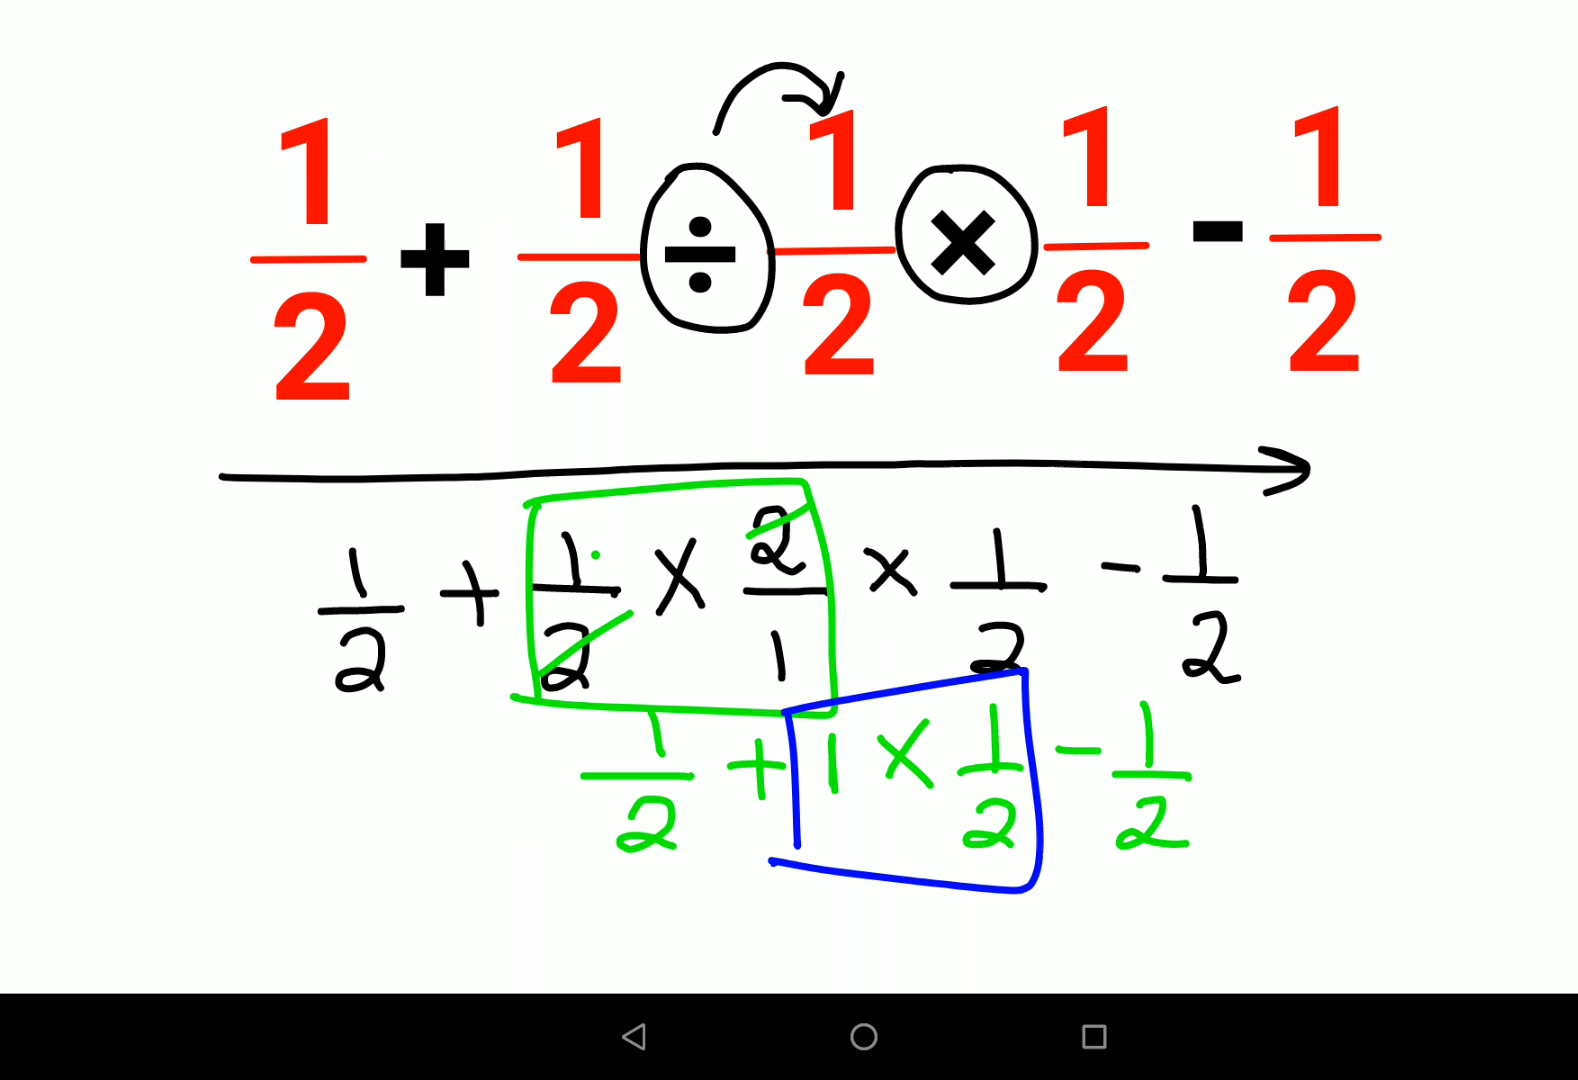 1/2 + 1/2 ÷ 1/2 × 1/2 - 1/2
1/2 + 1/2 × 2/1 × 1/2 - 1/2
1/2 + 1 × 1/2 - 1/2